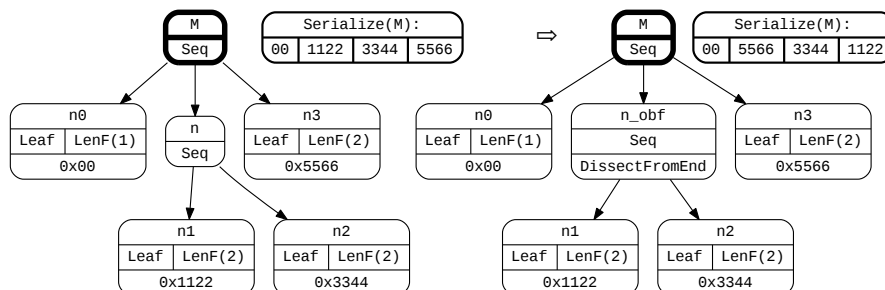 M
Seq
Serialize(M):
00 1122 3344 5566
⇨
M
Seq
Serialize(M):
00 5566 3344 1122
n0
Leaf LenF(1)
0x00
n
Seq
n3
Leaf LenF(2)
0x5566
n0
Leaf LenF(1)
0x00
n_obf
Seq
DissectFromEnd
n3
Leaf LenF(2)
0x5566
n1
Leaf LenF(2)
0x1122
n2
Leaf LenF(2)
0x3344
n1
Leaf LenF(2)
0x1122
n2
Leaf LenF(2)
0x3344